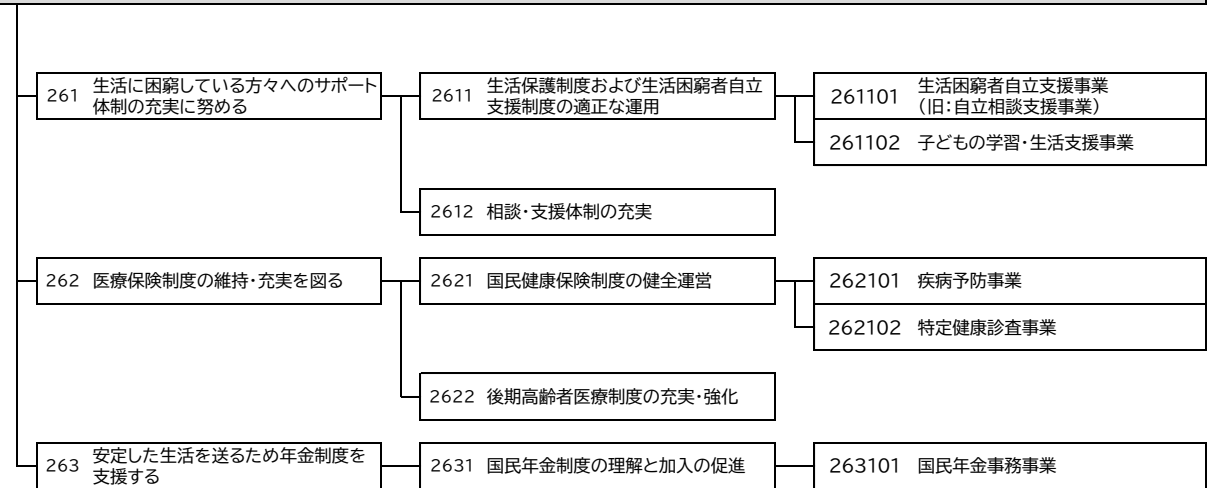 261 生活に困窮している方々へのサポート
体制の充実に努める
2611 生活保護制度および生活困窮者自立
支援制度の適正な運用
261101 生活困窮者自立支援事業
（旧：自立相談支援事業）
261102 子どもの学習・生活支援事業
2612 相談・支援体制の充実
262 医療保険制度の維持・充実を図る
2621 国民健康保険制度の健全運営
262101 疾病予防事業
262102 特定健康診査事業
2622 後期高齢者医療制度の充実・強化
263 安定した生活を送るため年金制度を
支援する
2631 国民年金制度の理解と加入の促進
263101 国民年金事務事業